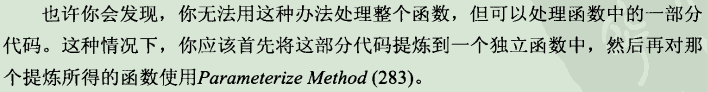 也许你会发现，你无法用这种办法处理整个函数，但可以处理函数中的一部分
代码。这种情况下，你应该首先将这部分代码提炼到一个独立函数中，然后再对那
个提炼所得的函数使用Parameterize Method (283)。